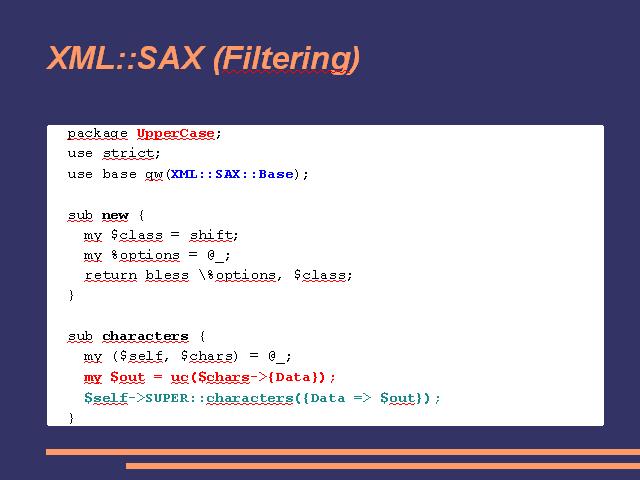 XML::SAX (Filtering)
package UpperCase;
use strict;
use base qw(XML::SAX::Base);
sub new {
my $class = shift;
my %options = @_;
return bless \%options, $class;
}
sub characters {
my ($self, $chars) = @_;
my $out = uc($chars->{Data});
$self->SUPER::characters({Data => $out});
}